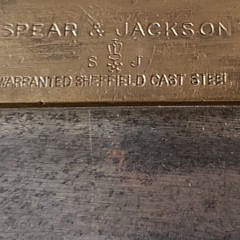 SPEAR & JACKSON
S J
WARRANTED SHEFFIELD CAST STEEL